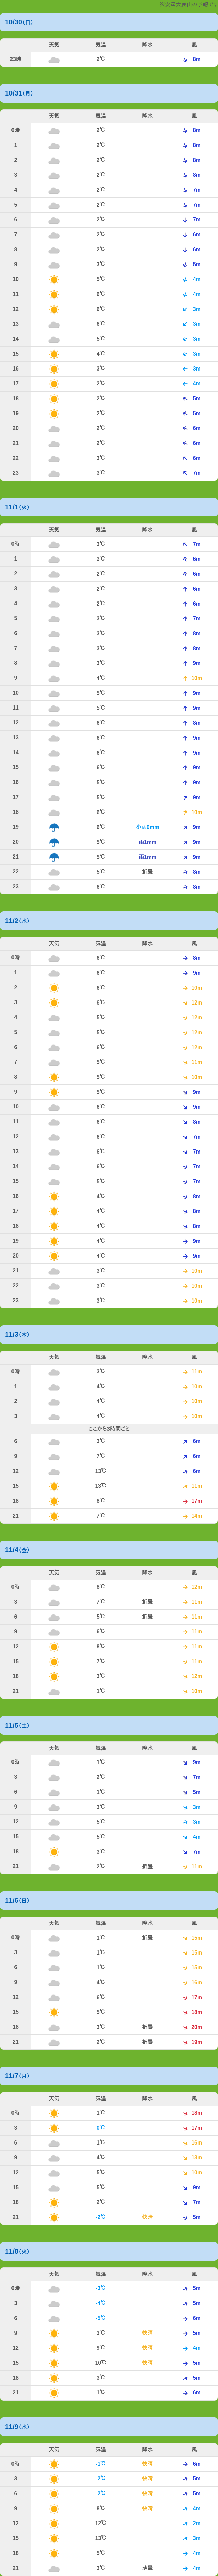 10/30(日)
天気 気温 降水 風
23時 2℃ 8m
10/31(月)
天気 気温 降水 風
0時 2℃ 8m
1 2℃ 8m
2 2℃ 8m
3 2℃ 8m
4 2℃ 7m
5 2℃ 7m
6 2℃ 7m
7 2℃ 6m
8 2℃ 6m
9 3℃ 5m
10 5℃ 4m
11 6℃ 4m
12 6℃ 3m
13 6℃ 3m
14 5℃ 3m
15 4℃ 3m
16 3℃ 3m
17 2℃ 4m
18 2℃ 5m
19 2℃ 5m
20 2℃ 6m
21 2℃ 6m
22 3℃ 6m
23 3℃ 7m
11/1(火)
天気 気温 降水 風
0時 3℃ 7m
1 3℃ 6m
2 2℃ 6m
3 2℃ 6m
4 2℃ 6m
5 3℃ 7m
6 3℃ 8m
7 3℃ 8m
8 3℃ 9m
9 4℃ 10m
10 5℃ 9m
11 5℃ 9m
12 6℃ 8m
13 6℃ 9m
14 6℃ 9m
15 6℃ 9m
16 5℃ 9m
17 5℃ 9m
18 6℃ 10m
19 6℃ 小雨0mm 9m
20 5℃ 雨1mm 9m
21 5℃ 雨1mm 9m
22 5℃ 折曇 8m
23 6℃ 8m
11/2(水)
天気 気温 降水 風
0時 6℃ 8m
1 6℃ 9m
2 6℃ 10m
3 6℃ 12m
4 5℃ 12m
5 5℃ 12m
6 6℃ 12m
7 5℃ 11m
8 5℃ 10m
9 5℃ 9m
10 6℃ 9m
11 6℃ 8m
12 6℃ 7m
13 6℃ 7m
14 6℃ 7m
15 5℃ 7m
16 4℃ 8m
17 4℃ 8m
18 4℃ 8m
19 4℃ 9m
20 4℃ 9m
21 3℃ 10m
22 3℃ 10m
23 3℃ 10m
11/3(木)
天気 気温 降水 風
0時 3℃ 11m
1 4℃ 10m
2 4℃ 10m
3 4℃ 10m
ここから3時間ごと
6 3℃ 6m
9 7℃ 6m
12 13℃ 6m
15 13℃ 11m
18 8℃ 17m
21 7℃ 14m
11/4(金)
天気 気温 降水 風
0時 8℃ 12m
3 7℃ 折曇 11m
6 5℃ 折曇 11m
9 6℃ 11m
12 8℃ 11m
15 7℃ 11m
18 3℃ 12m
21 1℃ 10m
11/5(土)
天気 気温 降水 風
0時 1℃ 9m
3 2℃ 7m
6 1℃ 5m
9 3℃ 3m
12 5℃ 3m
15 5℃ 4m
18 3℃ 7m
21 2℃ 折曇 11m
11/6(日)
天気 気温 降水 風
0時 1℃ 折曇 15m
3 1℃ 15m
6 1℃ 15m
9 4℃ 16m
12 6℃ 17m
15 5℃ 18m
18 3℃ 折曇 20m
21 2℃ 折曇 19m
11/7(月)
天気 気温 降水 風
0時 1℃ 18m
3 0℃ 17m
6 1℃ 16m
9 4℃ 13m
12 5℃ 10m
15 5℃ 9m
18 2℃ 7m
21 -2℃ 快晴 5m
11/8(火)
天気 気温 降水 風
0時 -3℃ 5m
3 -4℃ 5m
6 -5℃ 6m
9 3℃ 快晴 5m
12 9℃ 快晴 4m
15 10℃ 快晴 5m
18 3℃ 5m
21 1℃ 6m
11/9(水)
天気 気温 降水 風
0時 -1℃ 快晴 6m
3 -2℃ 快晴 5m
6 -2℃ 快晴 5m
9 8℃ 快晴 4m
12 12℃ 2m
15 13℃ 3m
18 5℃ 4m
21 3℃ 薄曇 4m